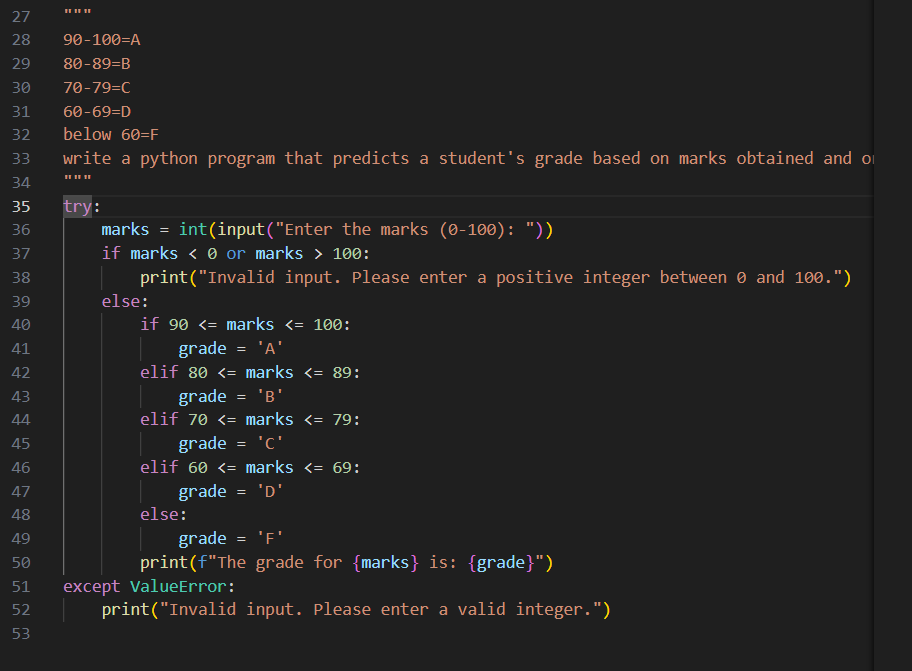 27 """
28 90-100=A
29 80-89=B
30 70-79=C
31 60-69=D
32 below 60=F
33 write a python program that predicts a student's grade based on marks obtained and
34 """
35 try:
36     marks = int(input("Enter the marks (0-100): "))
37     if marks < 0 or marks > 100:
38         print("Invalid input. Please enter a positive integer between 0 and 100.")
39     else:
40         if 90 <= marks <= 100:
41             grade = 'A'
42         elif 80 <= marks <= 89:
43             grade = 'B'
44         elif 70 <= marks <= 79:
45             grade = 'C'
46         elif 60 <= marks <= 69:
47             grade = 'D'
48         else:
49             grade = 'F'
50         print(f"The grade for {marks} is: {grade}")
51 except ValueError:
52     print("Invalid input. Please enter a valid integer.")
53